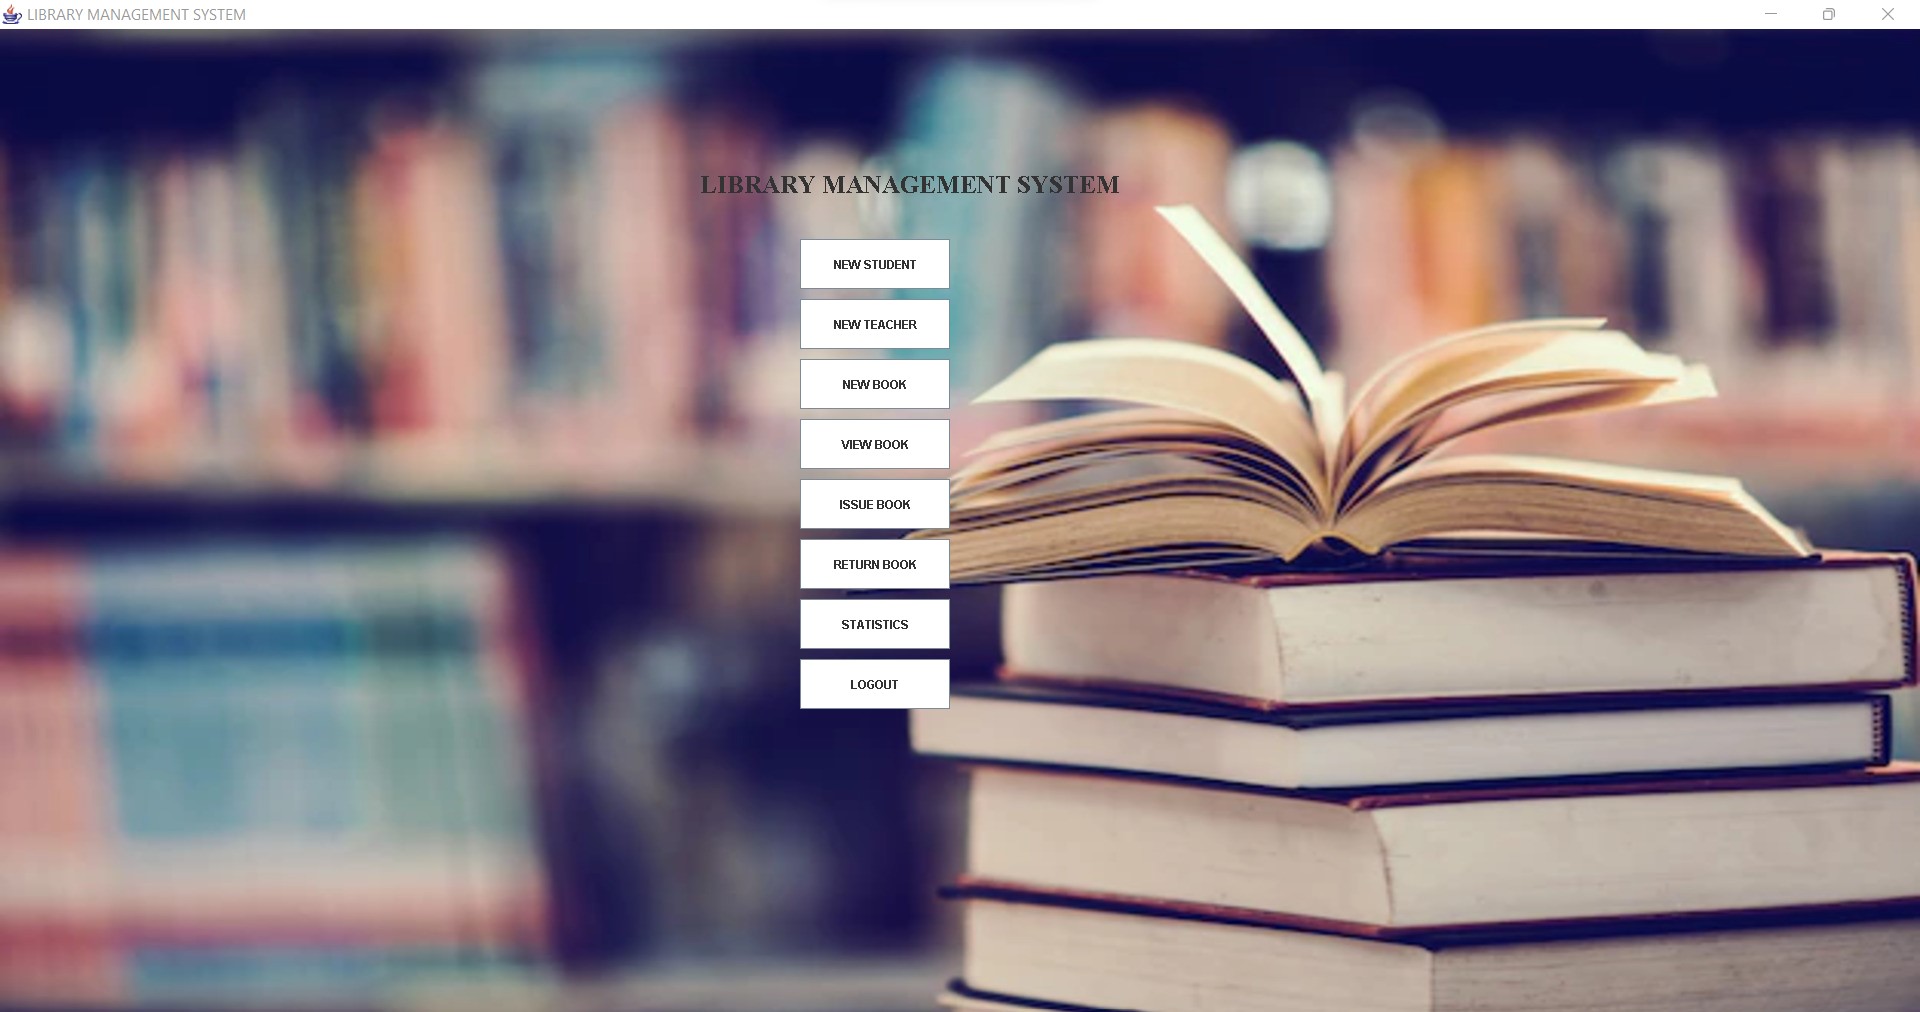 LIBRARY MANAGEMENT SYSTEM
LIBRARY MANAGEMENT SYSTEM
NEW STUDENT
NEW TEACHER
NEW BOOK
VIEW BOOK
ISSUE BOOK
RETURN BOOK
STATISTICS
LOGOUT